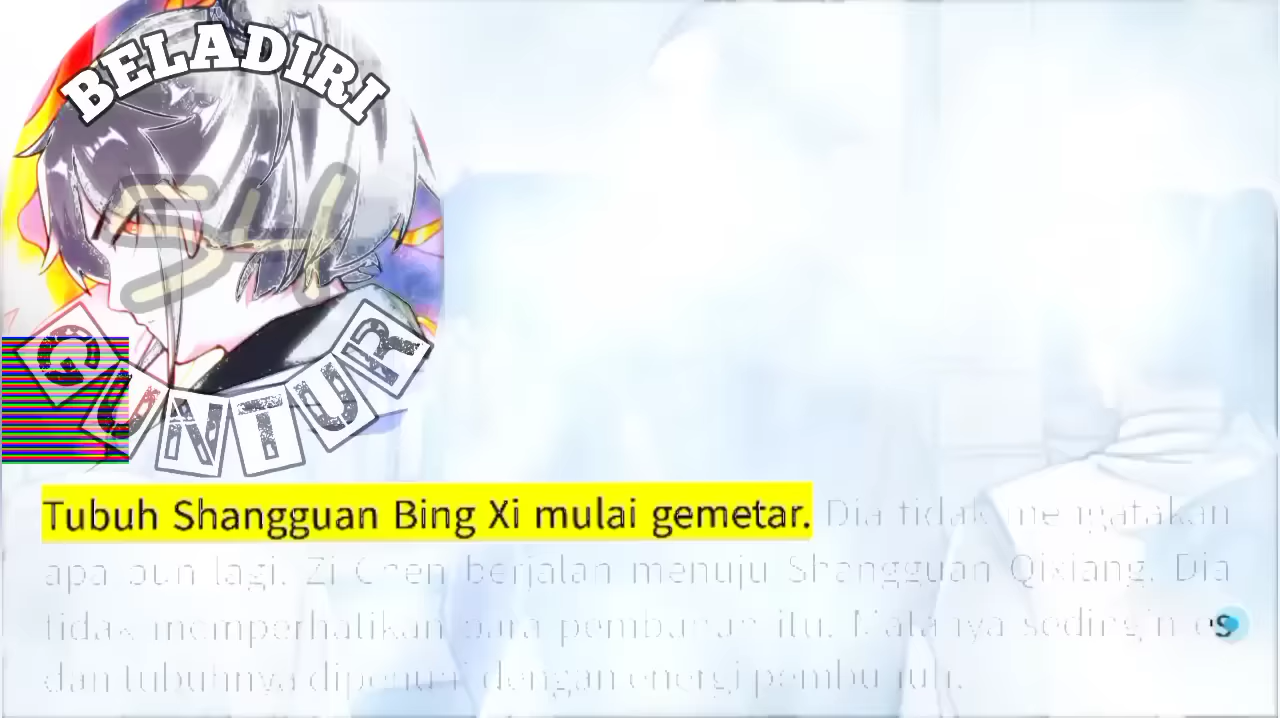 BELADIRI
54
GUNTUR
Tubuh Shangguan Bing Xi mulai gemetar. Dia tidak mengatakan
apa pun lagi. Zi Chen berjalan menuju Shangguan Qixiang. Dia
tidak memperhatikan para pembunuh itu. Matanya sedingin es
dan tubuhnya dipenuhi dengan energi pembunuh.